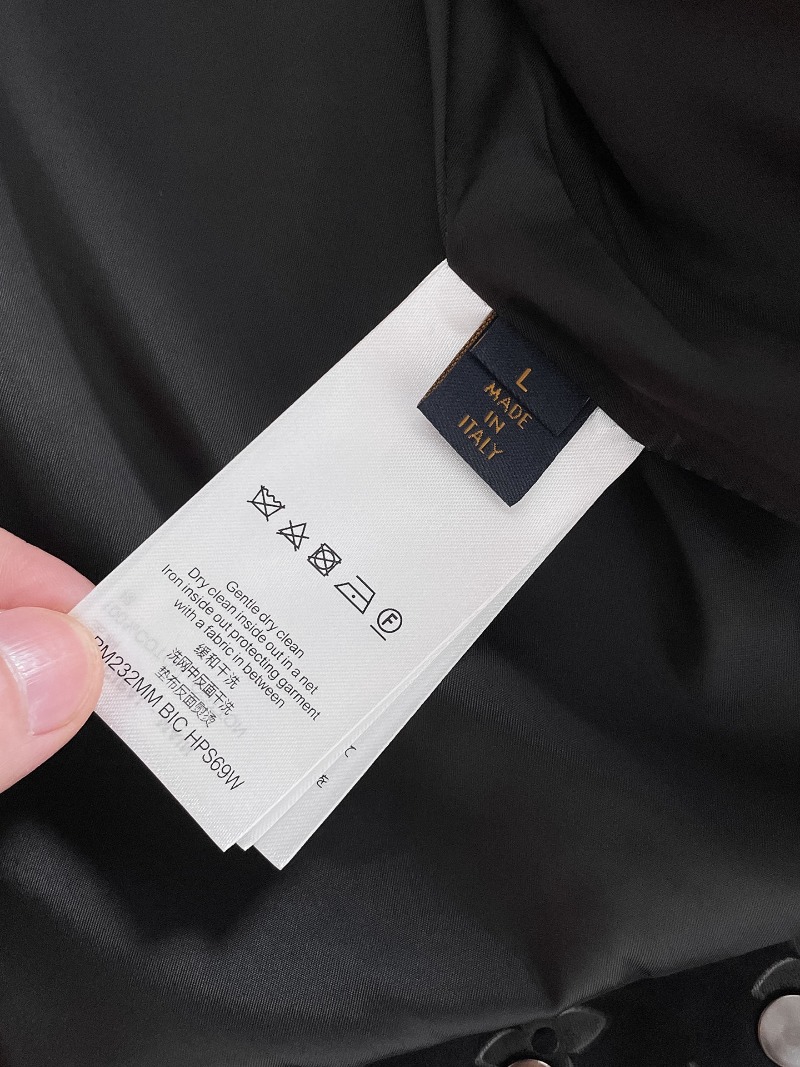 L
MADE
IN
ITALY
F
Gentle dry clean
Dry clean inside out in a net
Iron inside out protecting garment
with a fabric in between
缓和干洗
洗网中反面干洗
垫布反面熨烫
RM232MM BIC HPS69W
て
を